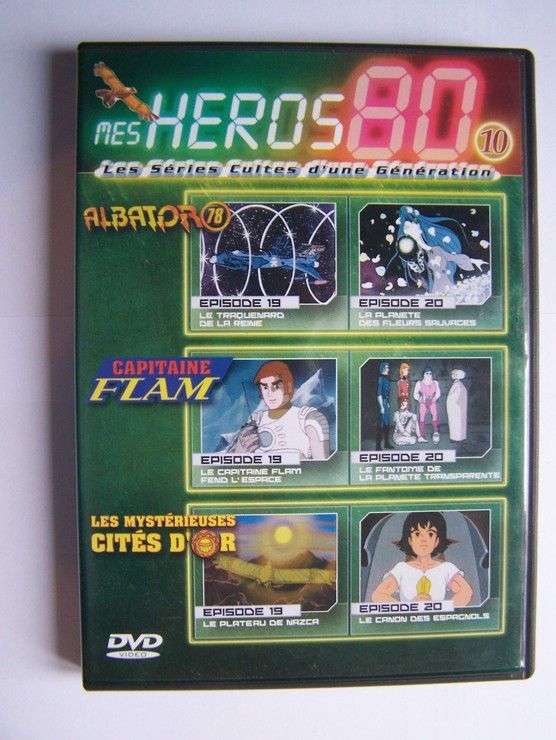 MES HEROS 80
10
Les Séries Cultes d'une Génération
ALBATOR 78
EPISODE 19
LE TRAQUENARD
DE LA REINE
EPISODE 20
LA PLANETE
DES FLEURS SAUVAGES
CAPITAINE
FLAM
EPISODE 19
LE CAPITAINE FLAM
FEND L'ESPACE
EPISODE 20
LE FANTOME DE
LA PLANETE TRANSPARENTE
LES MYSTÉRIEUSES
CITÉS D'OR
EPISODE 19
LE PLATEAU DE NAZCA
EPISODE 20
LE CANON DES ESPAGNOLS
DVD
VIDEO